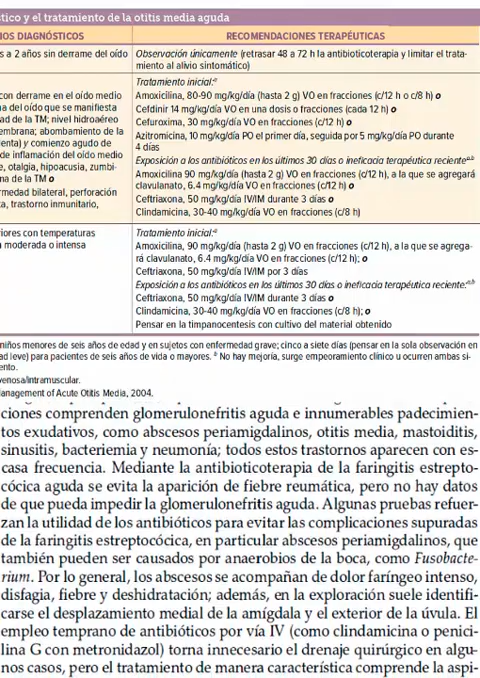 stico y el tratamiento de la otitis media aguda
IOS DIAGNÓSTICOS
RECOMENDACIONES TERAPÉUTICAS
s a 2 años sin derrame del oído
Observación únicamente (retrasar 48 a 72 h la antibioticoterapia y limitar el trata-
miento al alivio sintomático)
con derrame en el oído medio
na del oído que se manifiesta
dad de la TM; nivel hidroaéreo
embrana; abombamiento de la
enta) y comienzo agudo de
de inflamación del oído medio
e, otalgia, hipoacusia, zumbi-
na de la TM o
rmedad bilateral, perforación
ta, trastorno inmunitario,
Tratamiento inicial:a
Amoxicilina, 80-90 mg/kg/día (hasta 2 g) VO en fracciones (c/12 h o c/8 h) o
Cefdinir 14 mg/kg/día VO en una dosis o fracciones (cada 12 h) o
Cefuroxima, 30 mg/kg/día VO en fracciones (c/12 h) o
Azitromicina, 10 mg/kg/día PO el primer día, seguida por 5 mg/kg/día PO durante
4 días
Exposición a los antibióticos en los últimos 30 días o ineficacia terapéutica recientea,b
Amoxicilina 90 mg/kg/día (hasta 2 g) VO en fracciones (c/12 h), a la que se agregará
clavulanato, 6.4 mg/kg/día VO en fracciones (c/12 h) o
Ceftriaxona, 50 mg/kg/día IV/IM durante 3 días o
Clindamicina, 30-40 mg/kg/día VO en fracciones (c/8 h)
riores con temperaturas
a moderada o intensa
Tratamiento inicial:a
Amoxicilina, 90 mg/kg/día (hasta 2 g) VO en fracciones (c/12 h), a la que se agrega-
rá clavulanato, 6.4 mg/kg/día VO en fracciones (c/12 h); o
Ceftriaxona, 50 mg/kg/día IV/IM por 3 días
Exposición a los antibióticos en los últimos 30 días o ineficacia terapéutica reciente:a,b
Ceftriaxona, 50 mg/kg/día IV/IM durante 3 días o
Clindamicina, 30-40 mg/kg/día VO en fracciones (c/8 h); o
Pensar en la timpanocentesis con cultivo del material obtenido
niños menores de seis años de edad y en sujetos con enfermedad grave; cinco a siete días (pensar en la sola observación en
ad leve) para pacientes de seis años de vida o mayores. b No hay mejoría, surge empeoramiento clínico u ocurren ambas si-
ento.
venosa/intramuscular.
anagement of Acute Otitis Media, 2004.
ciones comprenden glomerulonefritis aguda e innumerables padecimien-
tos exudativos, como abscesos periamigdalinos, otitis media, mastoiditis,
sinusitis, bacteriemia y neumonía; todos estos trastornos aparecen con es-
casa frecuencia. Mediante la antibioticoterapia de la faringitis estrepto-
cócica aguda se evita la aparición de fiebre reumática, pero no hay datos
de que pueda impedir la glomerulonefritis aguda. Algunas pruebas refuer-
zan la utilidad de los antibióticos para evitar las complicaciones supuradas
de la faringitis estreptocócica, en particular abscesos periamigdalinos, que
también pueden ser causados por anaerobios de la boca, como Fusobacte-
rium. Por lo general, los abscesos se acompañan de dolor faríngeo intenso,
disfagia, fiebre y deshidratación; además, en la exploración suele identifi-
carse el desplazamiento medial de la amígdala y el exterior de la úvula. El
empleo temprano de antibióticos por vía IV (como clindamicina o penici-
lina G con metronidazol) torna innecesario el drenaje quirúrgico en algu-
nos casos, pero el tratamiento de manera característica comprende la aspi-